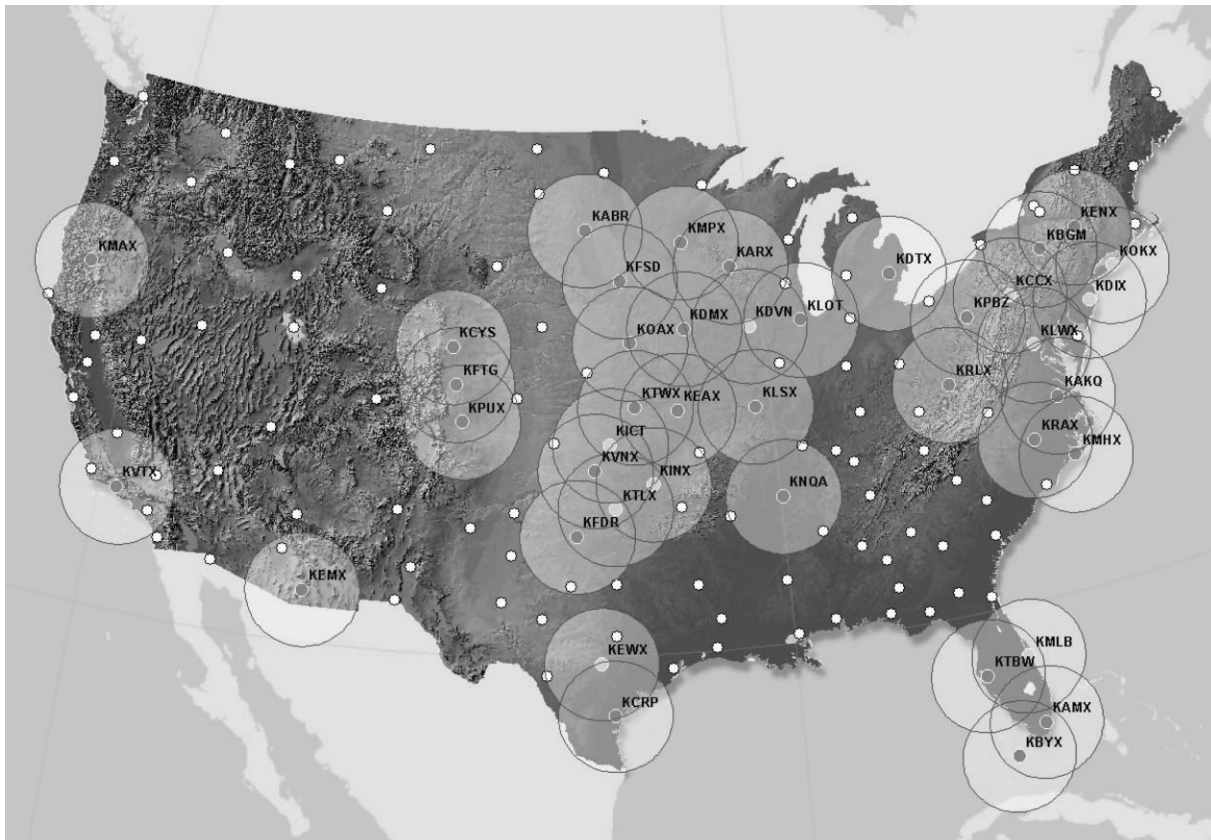 KABR
KENX
KMPX
KBGM
KMAX
KARX
KOKX
KFSD
KDTX
KCCX
KDIX
KPBZ
KDMX
KDVN
KLOT
KCYS
KOAX
KLWX
KFTG
KRLX
KAKQ
KTWX
KEAX
KLSX
KPUX
KICT
KRAX
KMHX
KVNX
KINX
KVTX
KNQA
KTLX
KFDR
KEMX
KMLB
KEWX
KTBW
KCRP
KAMX
KBYX